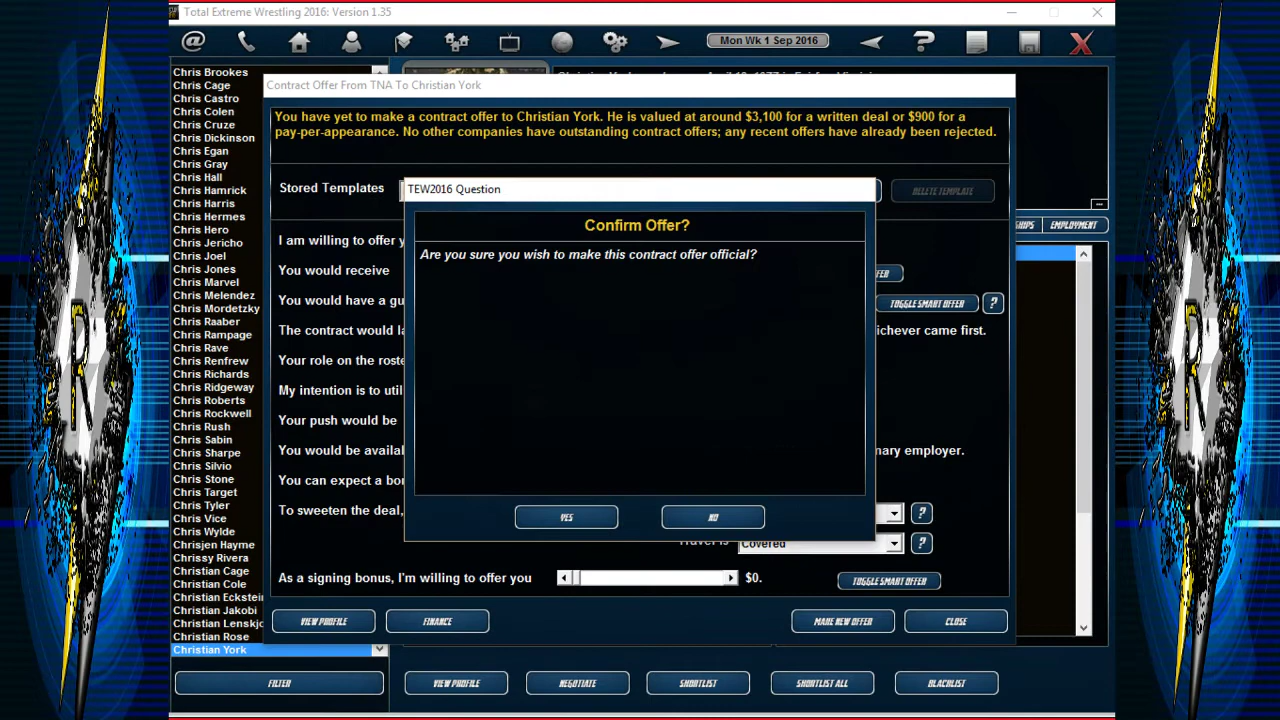 Total Extreme Wrestling 2016: Version 1.35
Mon Wk 1 Sep 2016
Chris Brookes
Chris Cage
Chris Castro
Chris Colen
Chris Cruze
Chris Dickinson
Chris Egan
Chris Gray
Chris Hall
Chris Hamrick
Chris Harris
Chris Hermes
Chris Hero
Chris Jericho
Chris Joel
Chris Jones
Chris Marvel
Chris Melendez
Chris Mordetzky
Chris Raaber
Chris Rampage
Chris Rave
Chris Renfrew
Chris Richards
Chris Ridgeway
Chris Roberts
Chris Rockwell
Chris Rush
Chris Sabin
Chris Sharpe
Chris Silvio
Chris Stone
Chris Target
Chris Tyler
Chris Vice
Chris Wylde
Chrisjen Hayme
Chrissy Rivera
Christian Cage
Christian Cole
Christian Eckstein
Christian Jakobi
Christian Lenskjo
Christian Rose
Christian York
FILTER
Contract Offer From TNA To Christian York
You have yet to make a contract offer to Christian York. He is valued at around $3,100 for a written deal or $900 for a
pay-per-appearance. No other companies have outstanding contract offers; any recent offers have already been rejected.
Stored Templates
DELETE TEMPLATE
I am willing to offer y
You would receive
FER
You would have a gu
TOGGLE SMART OFFER ?
The contract would la
ichever came first.
Your role on the roste
My intention is to util
Your push would be
You would be availal
nary employer.
You can expect a bor
To sweeten the deal,
?
Travel is Covered ?
As a signing bonus, I'm willing to offer you $0.
TOGGLE SMART OFFER
VIEW PROFILE FINANCE MAKE NEW OFFER CLOSE
TEW2016 Question
Confirm Offer?
Are you sure you wish to make this contract offer official?
YES NO
SHIPS EMPLOYMENT
VIEW PROFILE NEGOTIATE SHORTLIST SHORTLIST ALL BLACKLIST